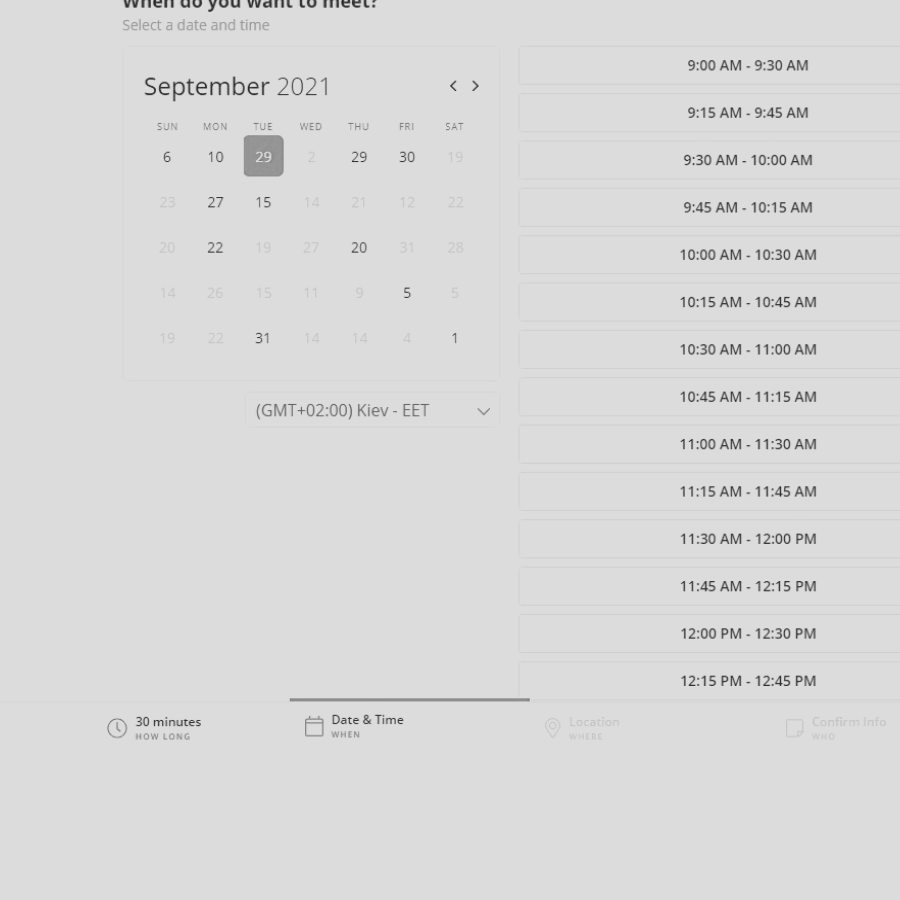 When do you want to meet?
Select a date and time
September 2021
SUN MON TUE WED THU FRI SAT
6 10 29 2 29 30 19
23 27 15 14 21 12 22
20 22 19 27 20 31 28
14 26 15 11 9 5 5
19 22 31 14 14 4 1
(GMT+02:00) Kiev - EET
9:00 AM - 9:30 AM
9:15 AM - 9:45 AM
9:30 AM - 10:00 AM
9:45 AM - 10:15 AM
10:00 AM - 10:30 AM
10:15 AM - 10:45 AM
10:30 AM - 11:00 AM
10:45 AM - 11:15 AM
11:00 AM - 11:30 AM
11:15 AM - 11:45 AM
11:30 AM - 12:00 PM
11:45 AM - 12:15 PM
12:00 PM - 12:30 PM
12:15 PM - 12:45 PM
30 minutes
HOW LONG
Date & Time
WHEN
Location
WHERE
Confirm Info
WHO